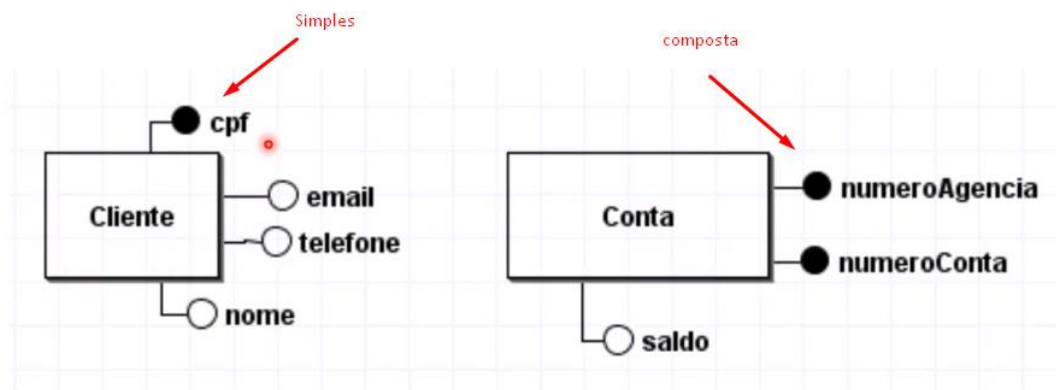 Simples
composta
cpf
Cliente
email
telefone
nome
Conta
numeroAgencia
numeroConta
saldo